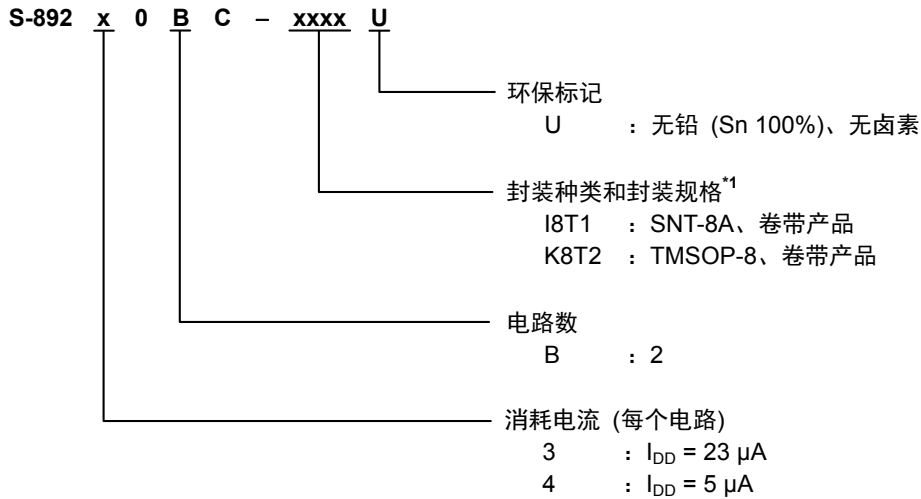 S-892 x 0 B C – xxxx U
环保标记
U : 无铅 (Sn 100%)、无卤素
封装种类和封装规格*1
I8T1 : SNT-8A、卷带产品
K8T2 : TMSOP-8、卷带产品
电路数
B : 2
消耗电流 (每个电路)
3 : IDD = 23 μA
4 : IDD = 5 μA